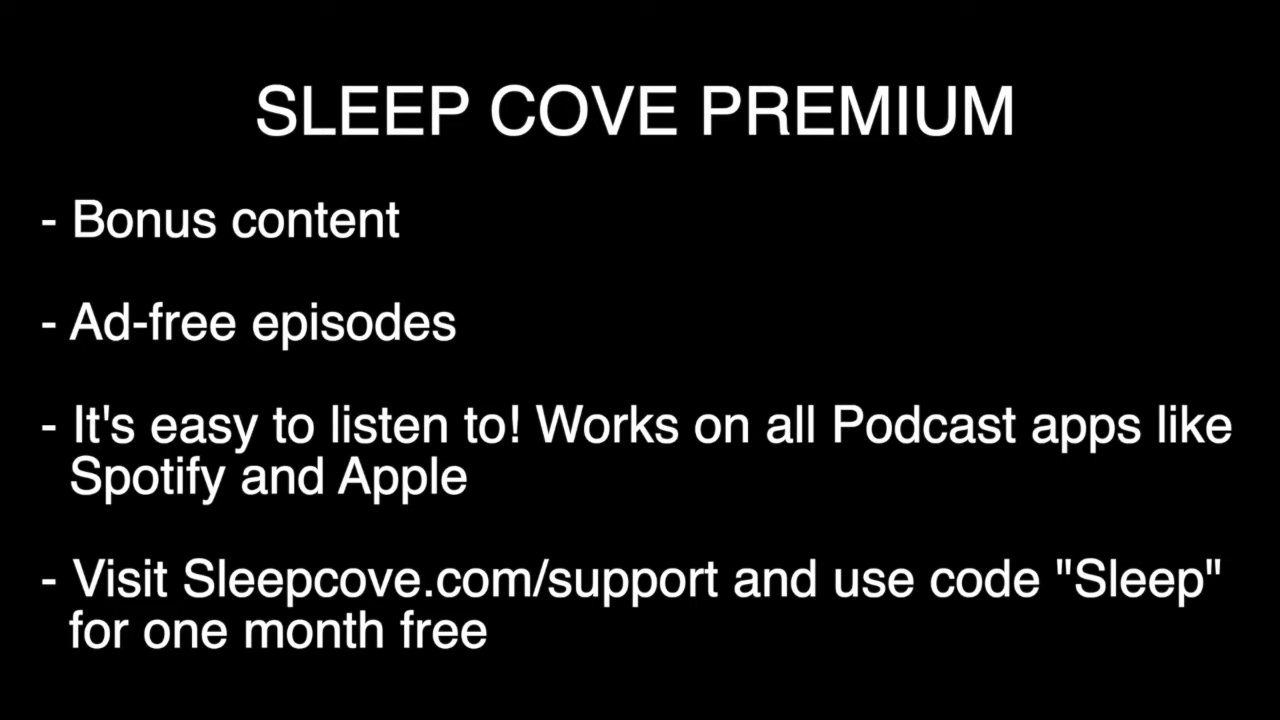 SLEEP COVE PREMIUM
- Bonus content
- Ad-free episodes
- It's easy to listen to! Works on all Podcast apps like
Spotify and Apple
- Visit Sleepcove.com/support and use code "Sleep"
for one month free